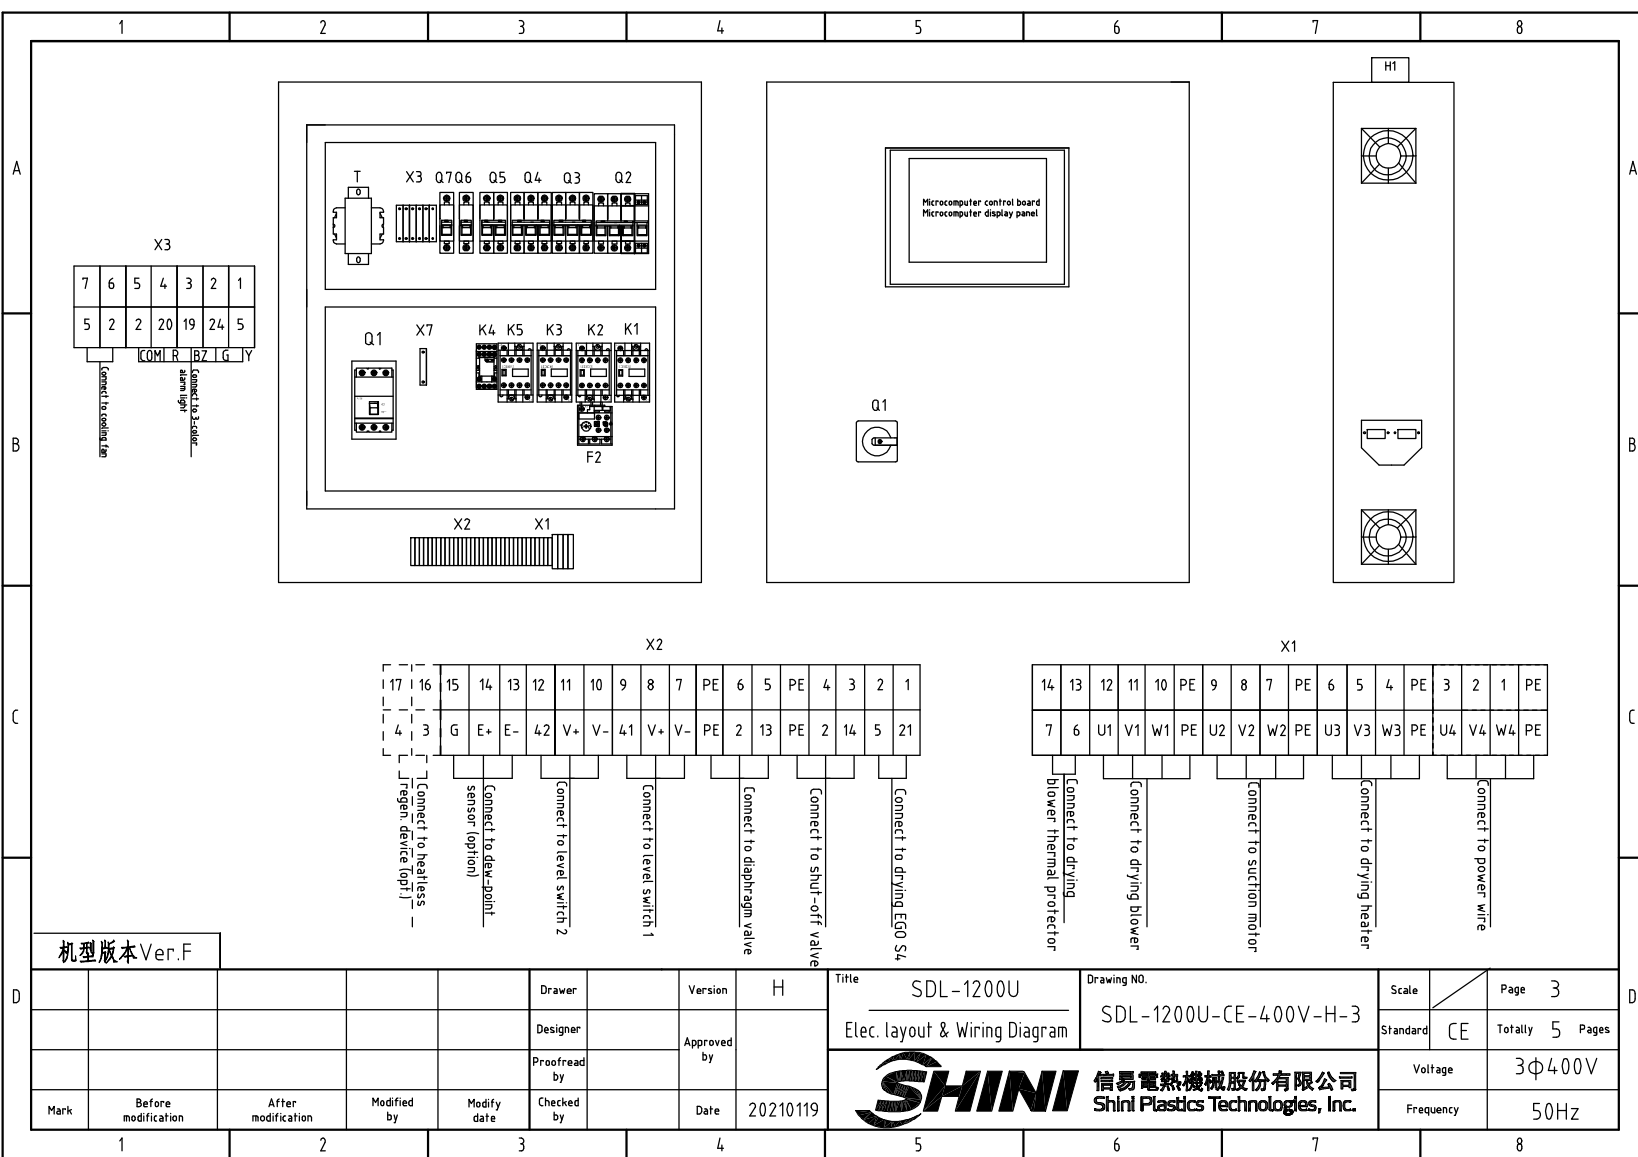 1 2 3 4 5 6 7 8
H1
A A
T X3 Q7 Q6 Q5 Q4 Q3 Q2
Microcomputer control board
Microcomputer display panel
X3
7 6 5 4 3 2 1
5 2 2 20 19 24 5
COM R BZ G Y
Connect to cooling fan
Connect to 3-color
alarm light
Q1 X7 K4 K5 K3 K2 K1
F2
Q1
B B
X2 X1
X2
17 16 15 14 13 12 11 10 9 8 7 PE 6 5 PE 4 3 2 1
4 3 G E+ E- 42 V+ V- 41 V+ V- PE 2 13 PE 2 14 5 21
Connect to heatless
regen. device (opt.)
Connect to dew-point
sensor (option)
Connect to level switch 2
Connect to level switch 1
Connect to diaphragm valve
Connect to shut-off valve
Connect to drying EGO S4
X1
14 13 12 11 10 PE 9 8 7 PE 6 5 4 PE 3 2 1 PE
7 6 U1 V1 W1 PE U2 V2 W2 PE U3 V3 W3 PE U4 V4 W4 PE
Connect to drying
blower thermal protector
Connect to drying blower
Connect to suction motor
Connect to drying heater
Connect to power wire
C C
机型版本Ver.F
D D
Drawer
Designer
Proofread
by
Checked
by
Version H
Approved
by
Date 20210119
Mark
Before
modification
After
modification
Modified
by
Modify
date
Title
SDL-1200U
Elec. layout & Wiring Diagram
Drawing NO.
SDL-1200U-CE-400V-H-3
Scale
Page 3
Standard CE
Totally 5 Pages
Voltage 3Φ400V
Frequency 50Hz
SHINI
信易電熱機械股份有限公司
Shini Plastics Technologies, Inc.
1 2 3 4 5 6 7 8